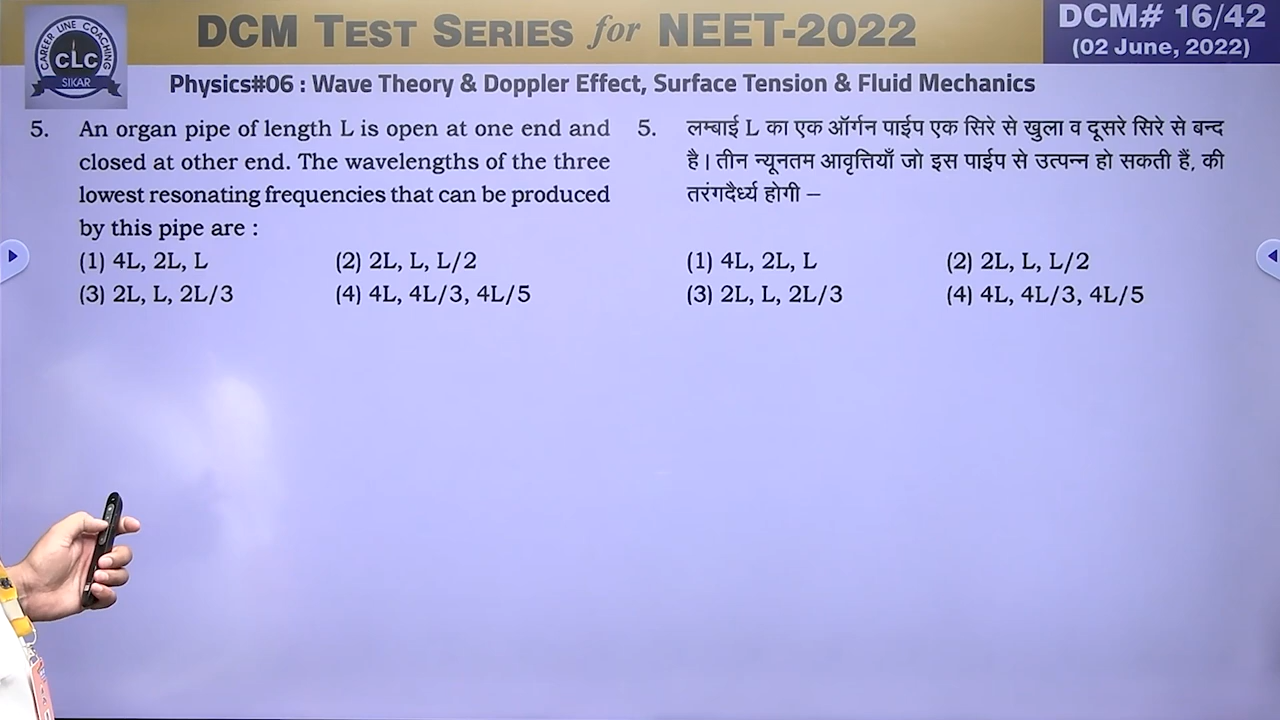 CAREER LINE COACHING
CLC
SIKAR
DCM TEST SERIES for NEET-2022
DCM# 16/42
(02 June, 2022)
Physics#06 : Wave Theory & Doppler Effect, Surface Tension & Fluid Mechanics
5. An organ pipe of length L is open at one end and
closed at other end. The wavelengths of the three
lowest resonating frequencies that can be produced
by this pipe are :
(1) 4L, 2L, L (2) 2L, L, L/2
(3) 2L, L, 2L/3 (4) 4L, 4L/3, 4L/5
5. लम्बाई L का एक ऑर्गन पाईप एक सिरे से खुला व दूसरे सिरे से बन्द
है। तीन न्यूनतम आवृत्तियाँ जो इस पाईप से उत्पन्न हो सकती हैं, की
तरंगदैर्ध्य होगी –
(1) 4L, 2L, L (2) 2L, L, L/2
(3) 2L, L, 2L/3 (4) 4L, 4L/3, 4L/5